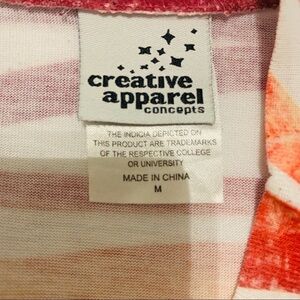 creative
apparel
concepts
THE INDICIA DEPICTED ON
THIS PRODUCT ARE TRADEMARKS
OF THE RESPECTIVE COLLEGE
OR UNIVERSITY
MADE IN CHINA
M